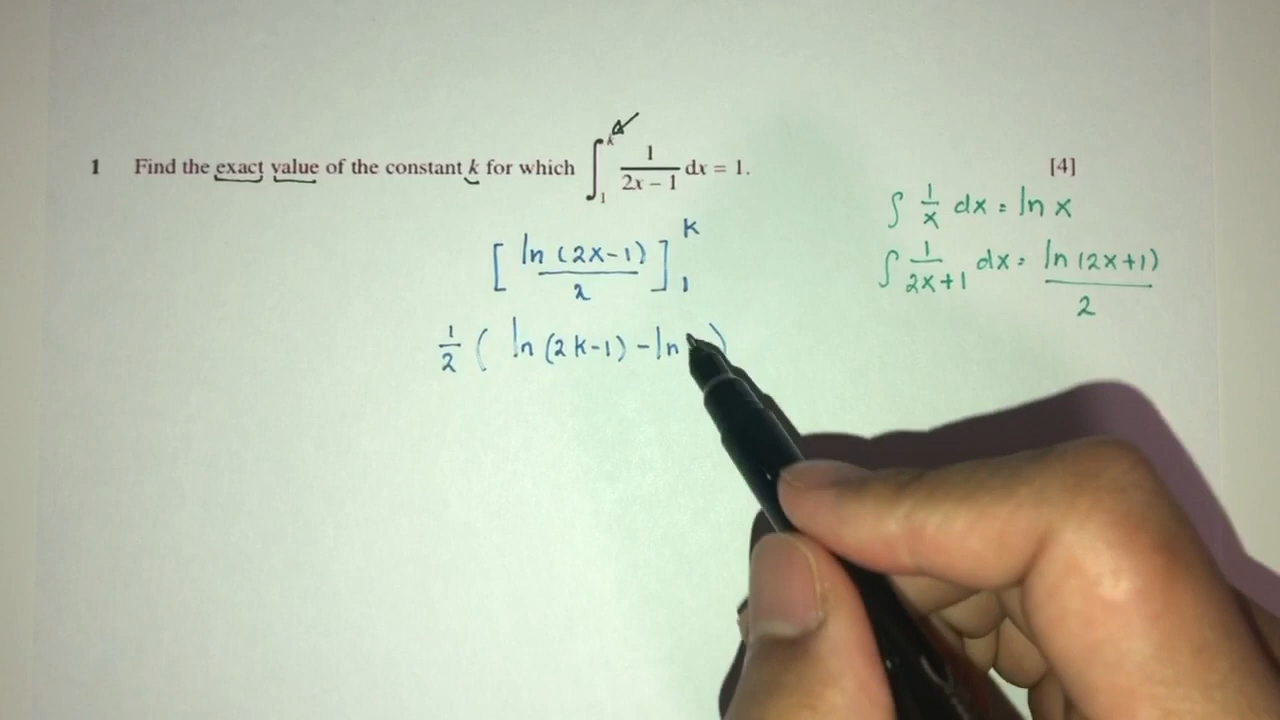 1 Find the exact value of the constant k for which ∫₁ᵏ 1/(2x − 1) dx = 1. [4]
∫ 1/x dx = ln x
[ ln (2x-1) / 2 ]₁ᴷ
∫ 1/(2x+1) dx = ln (2x+1) / 2
1/2 ( ln (2K-1) - ln )